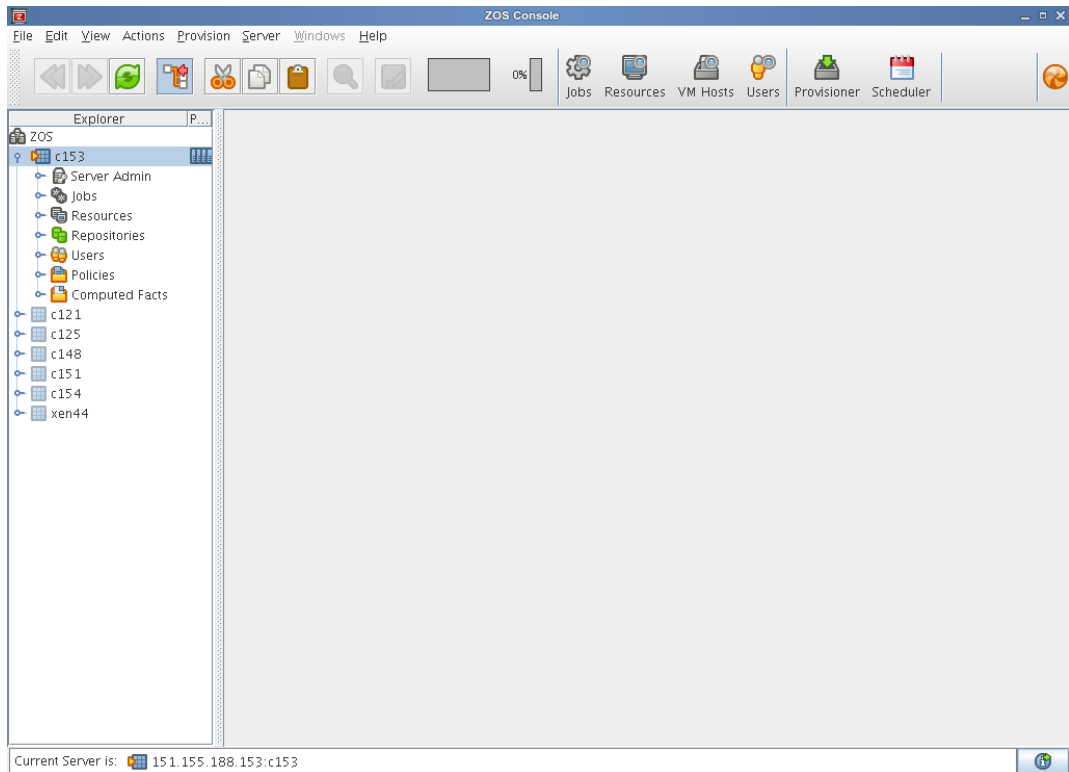 ZOS Console
File Edit View Actions Provision Server Windows Help
0%
Jobs Resources VM Hosts Users Provisioner Scheduler
Explorer P...
ZOS
c153
Server Admin
Jobs
Resources
Repositories
Users
Policies
Computed Facts
c121
c125
c148
c151
c154
xen44
Current Server is: 151.155.188.153:c153